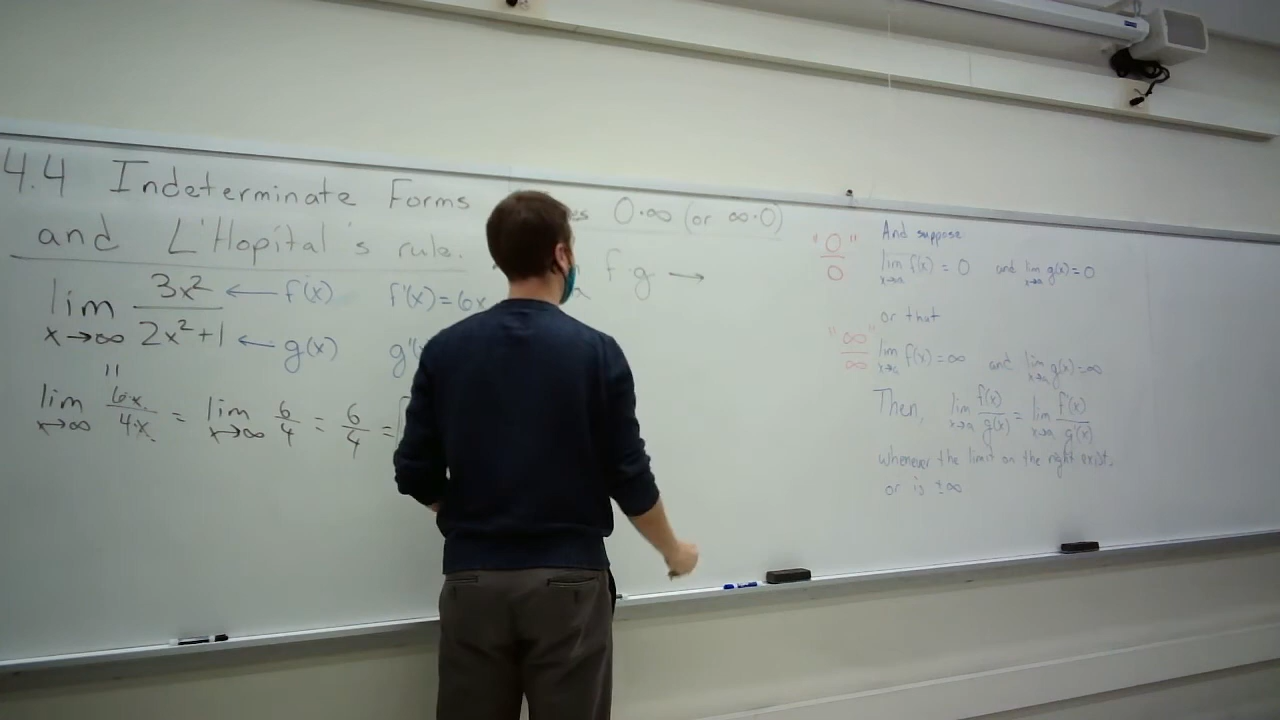 4.4 Indeterminate Forms
and L'Hopital's rule.
lim x→∞ 3x²/(2x²+1) ← f(x) f'(x)=6x
← g(x) g'(x
=
lim x→∞ 6x/4x = lim x→∞ 6/4 = 6/4 =
0·∞ (or ∞·0)
f·g →
"0/0"
And suppose
lim x→a f(x) = 0 and lim x→a g(x) = 0
or that
"∞/∞"
lim x→a f(x) = ∞ and lim x→a g(x) = ∞
Then, lim x→a f(x)/g(x) = lim x→a f'(x)/g'(x)
whenever the limit on the right exist,
or is ±∞